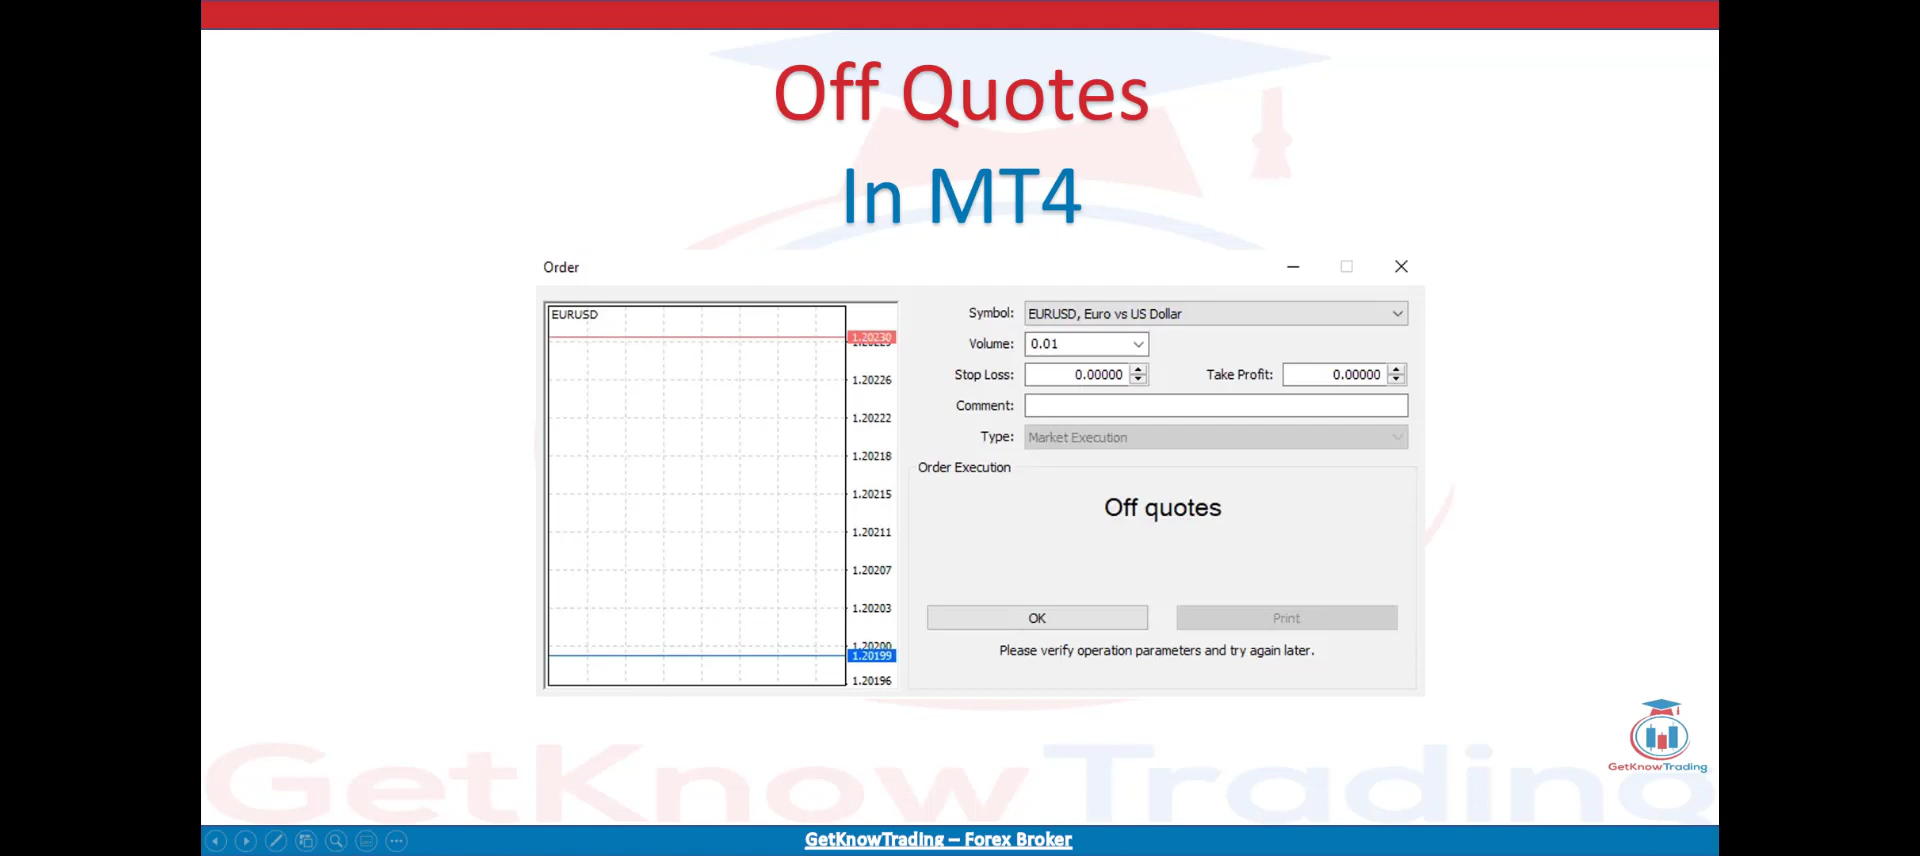 Off Quotes
In MT4
Order
EURUSD
1.20230
1.20226
1.20222
1.20218
1.20215
1.20211
1.20207
1.20203
1.20200
1.20199
1.20196
Symbol: EURUSD, Euro vs US Dollar
Volume: 0.01
Stop Loss: 0.00000 Take Profit: 0.00000
Comment:
Type: Market Execution
Order Execution
Off quotes
OK Print
Please verify operation parameters and try again later.
GetKnowTrading
GetKnowTrading
GetKnowTrading – Forex Broker